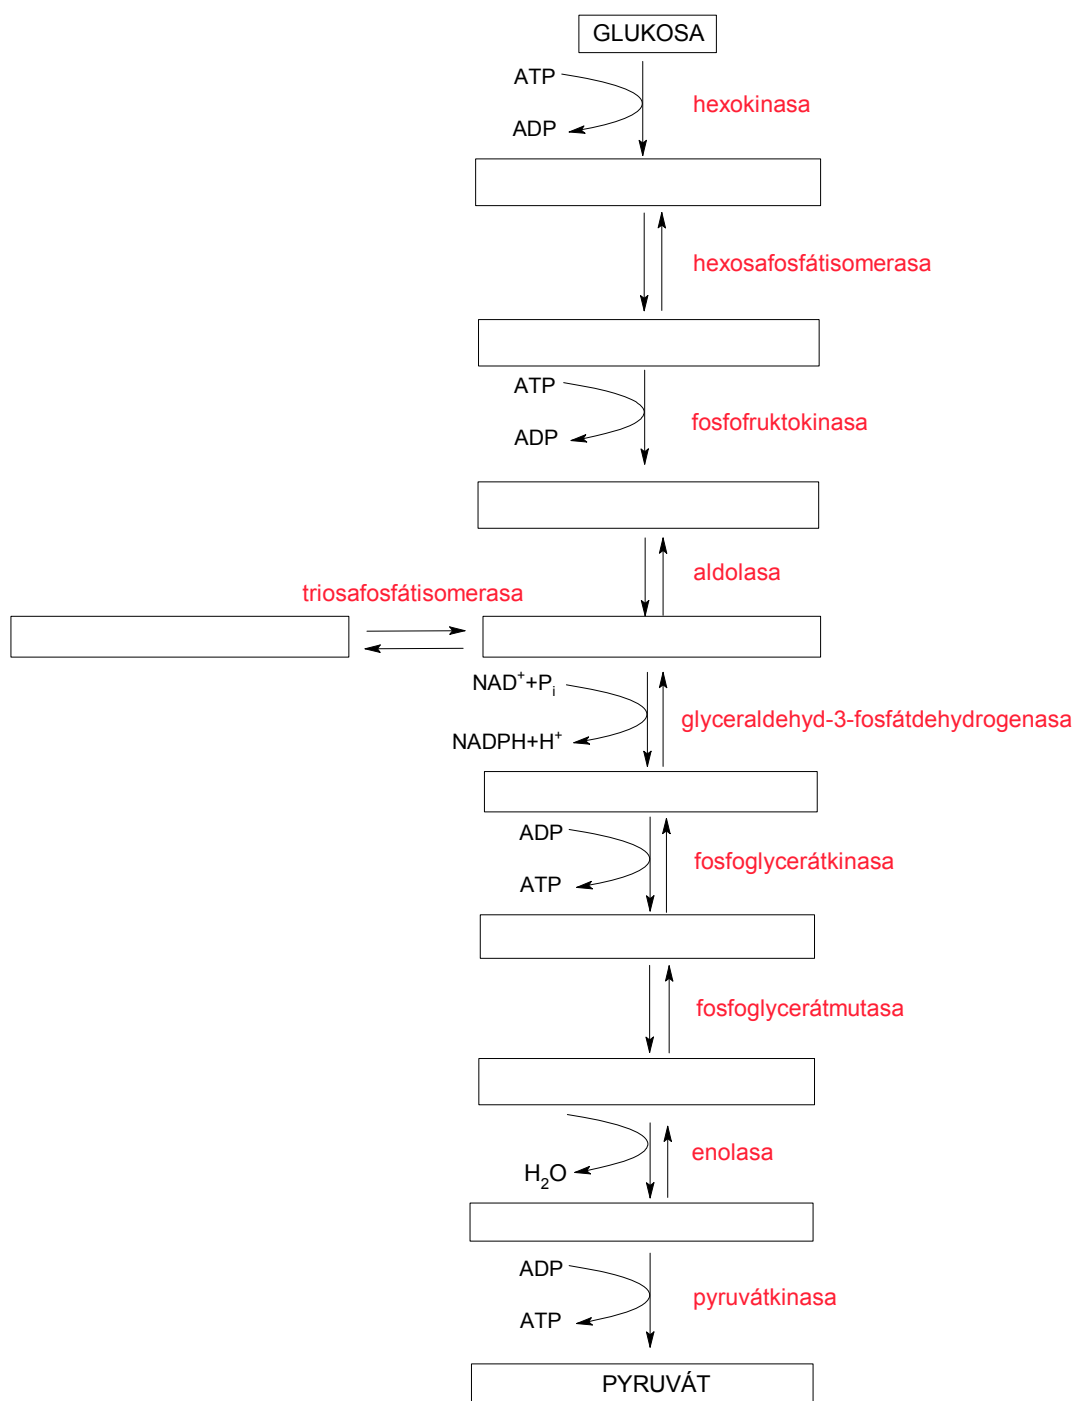 GLUKOSA
ATP
hexokinasa
ADP
hexosafosfátisomerasa
ATP
fosfofruktokinasa
ADP
aldolasa
triosafosfátisomerasa
NAD⁺+Pᵢ
glyceraldehyd-3-fosfátdehydrogenasa
NADPH+H⁺
ADP
fosfoglycerátkinasa
ATP
fosfoglycerátmutasa
enolasa
H₂O
ADP
pyruvátkinasa
ATP
PYRUVÁT